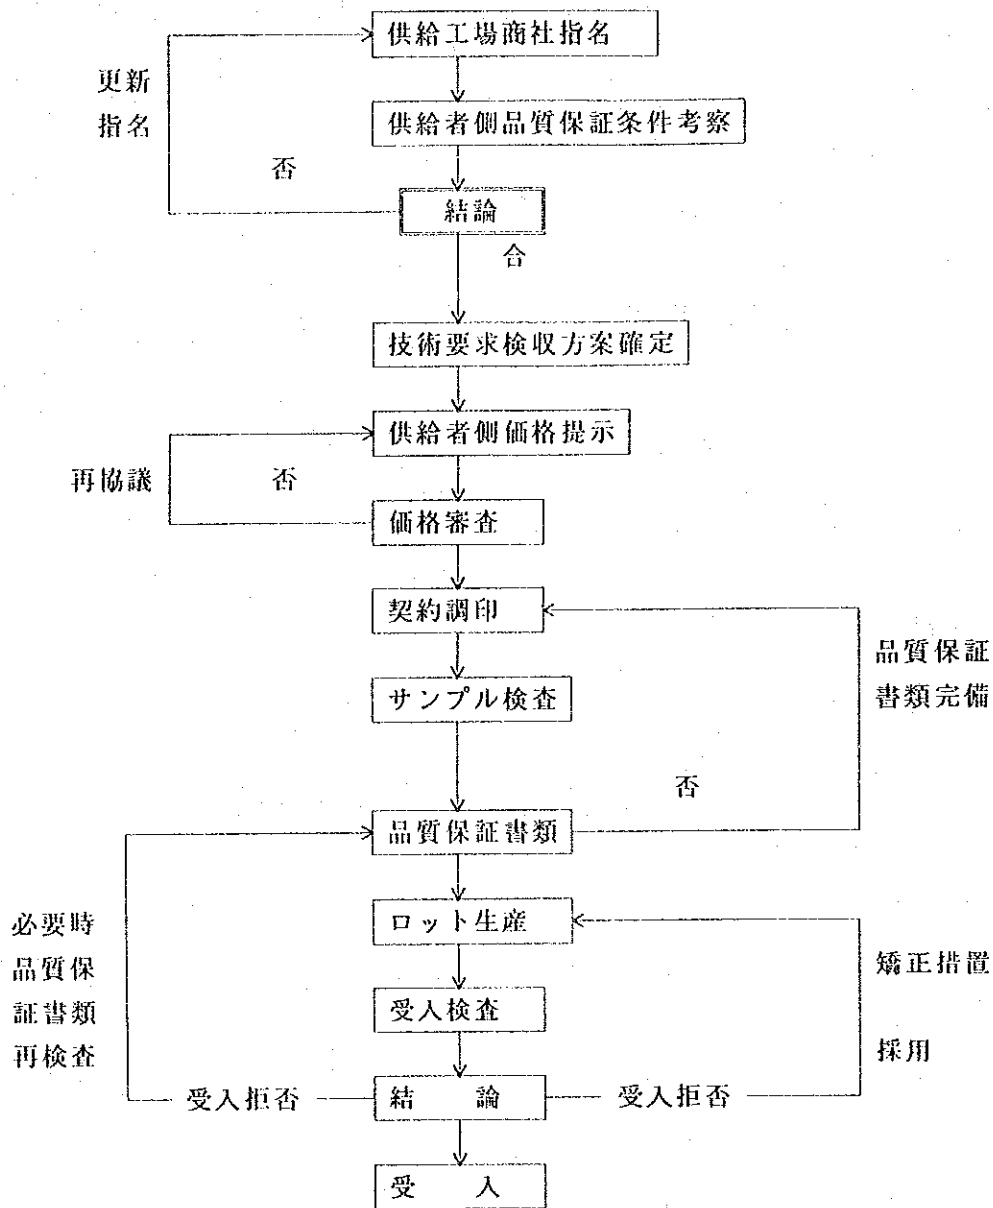 供給工場商社指名
更新
指名
供給者側品質保証条件考察
否
結論
合
技術要求検収方案確定
供給者側価格提示
再協議
否
価格審査
契約調印
品質保証
書類完備
サンプル検査
否
品質保証書類
必要時
品質保
証書類
再検査
ロット生産
矯正措置
採用
受入検査
受入拒否
結 論
受入拒否
受 入